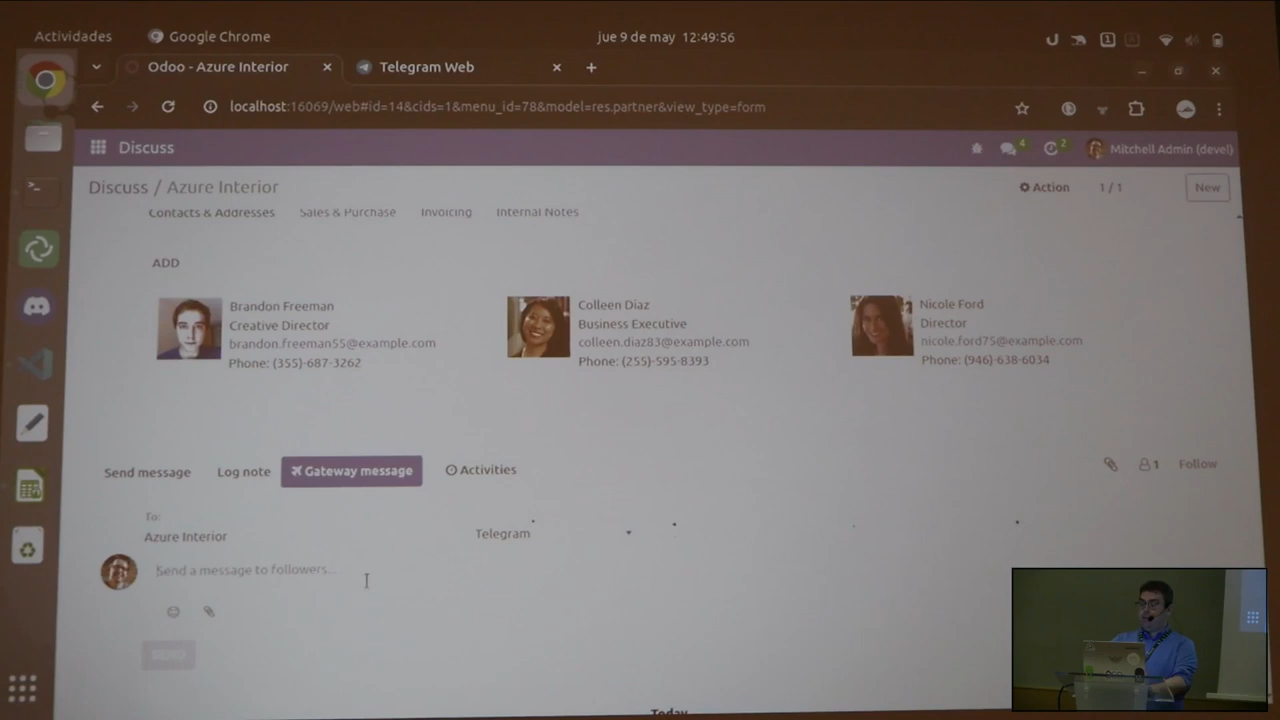 Actividades Google Chrome jue 9 de may 12:49:56
Odoo - Azure Interior Telegram Web
localhost:16069/web#id=14&cids=1&menu_id=78&model=res.partner&view_type=form
Discuss 4 2 Mitchell Admin (devel)
Discuss / Azure Interior Action 1 / 1 New
Contacts & Addresses Sales & Purchase Invoicing Internal Notes
ADD
Brandon Freeman
Creative Director
brandon.freeman55@example.com
Phone: (355)-687-3262
Colleen Diaz
Business Executive
colleen.diaz83@example.com
Phone: (255)-595-8393
Nicole Ford
Director
nicole.ford75@example.com
Phone: (946)-638-6034
Send message Log note Gateway message Activities 1 Follow
To:
Azure Interior Telegram
Send a message to followers...
Today